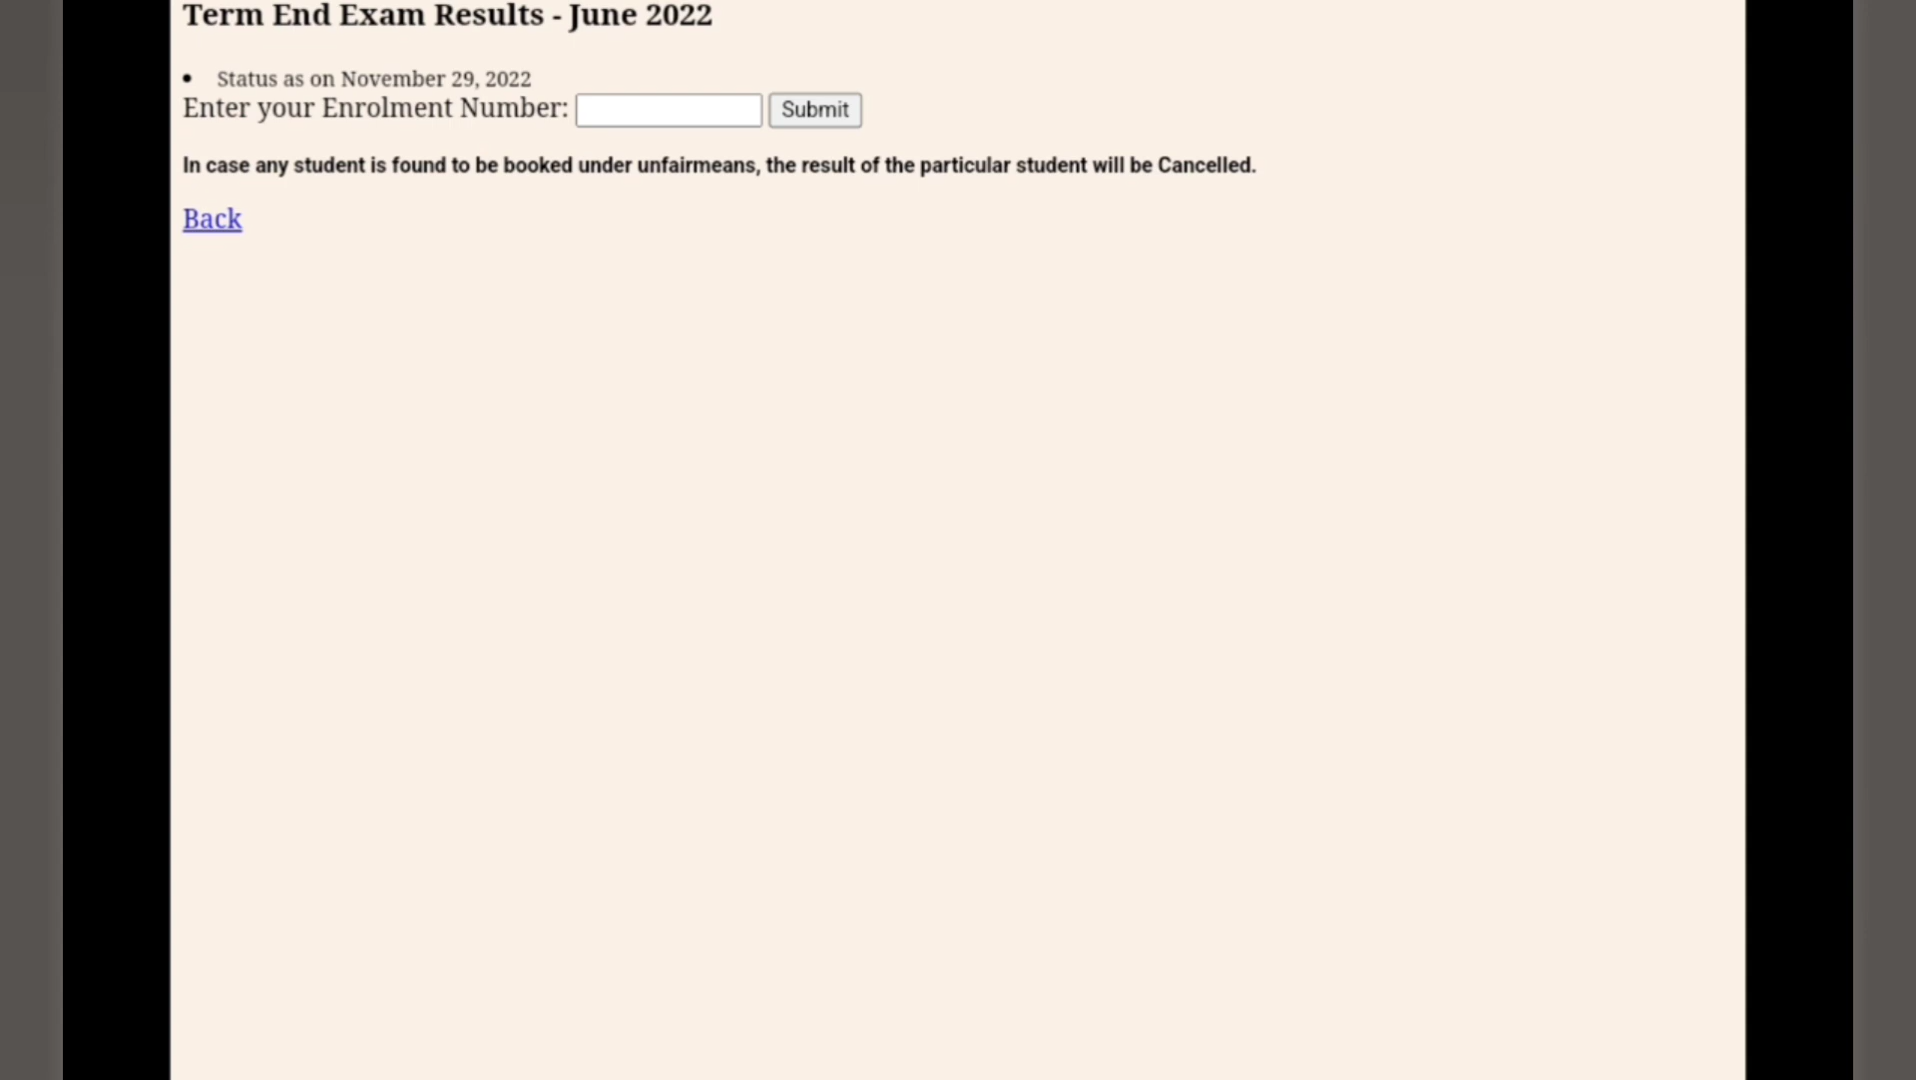 Term End Exam Results - June 2022
Status as on November 29, 2022
Enter your Enrolment Number: Submit
In case any student is found to be booked under unfairmeans, the result of the particular student will be Cancelled.
Back